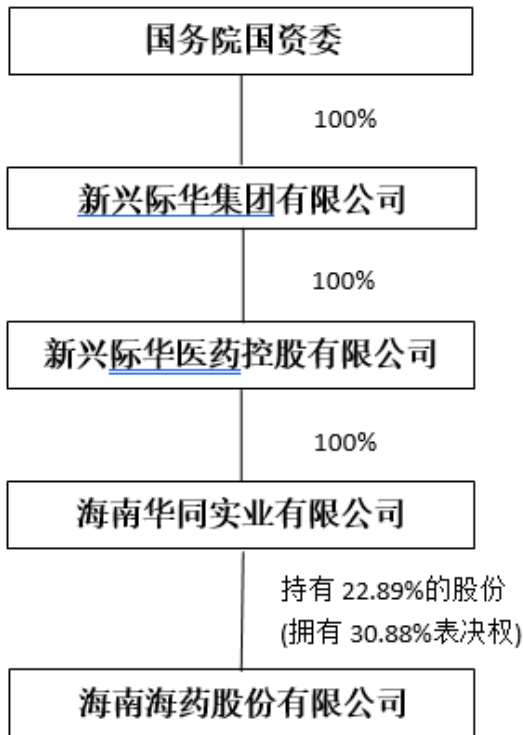 国务院国资委
100%
新兴际华集团有限公司
100%
新兴际华医药控股有限公司
100%
海南华同实业有限公司
持有 22.89%的股份
(拥有 30.88%表决权)
海南海药股份有限公司